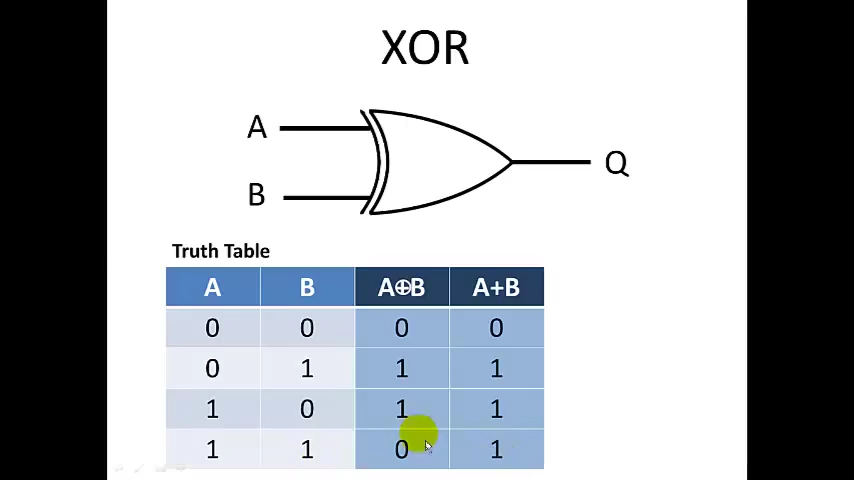 XOR
A
B
Q
Truth Table
A B A⊕B A+B
0 0 0 0
0 1 1 1
1 0 1 1
1 1 0 1